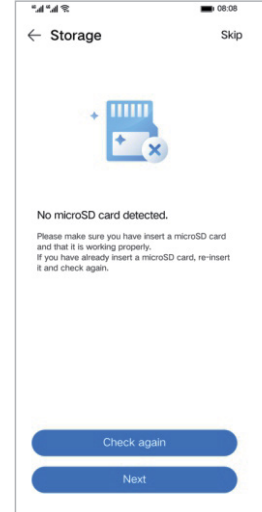 08:08
Storage
Skip
No microSD card detected.
Please make sure you have insert a microSD card
and that it is working properly.
If you have already insert a microSD card, re-insert
it and check again.
Check again
Next